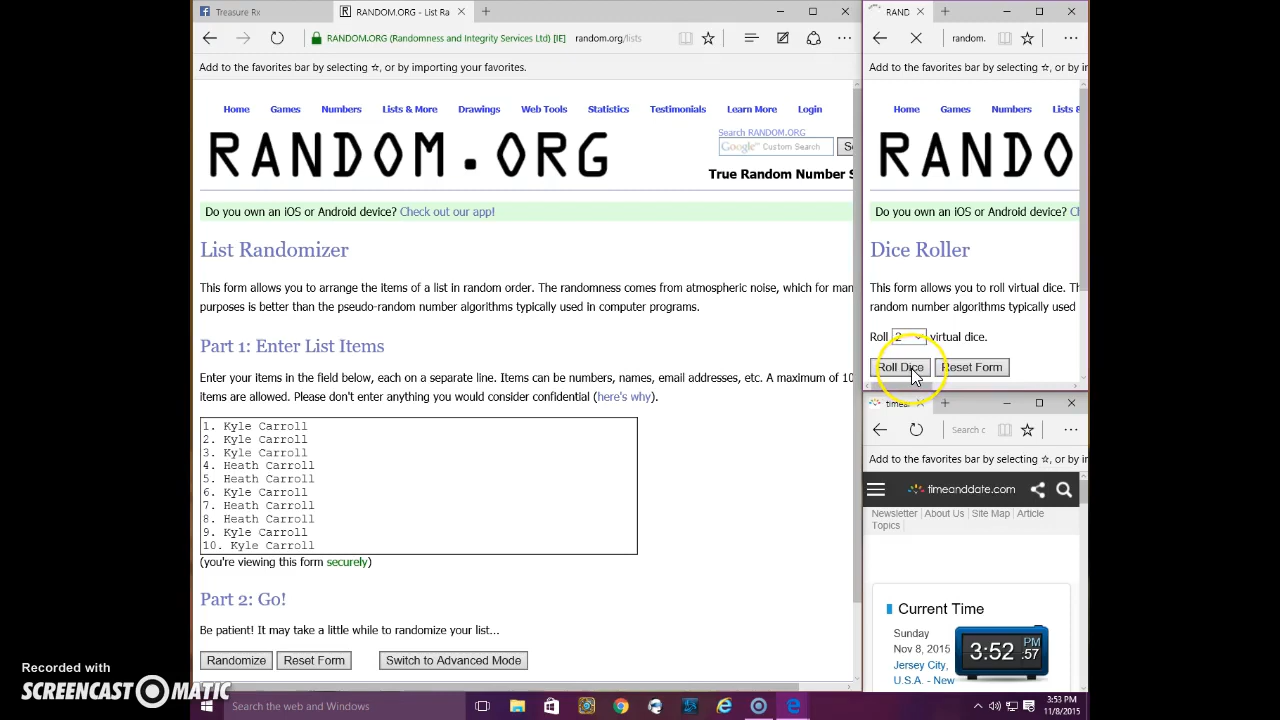 Treasure Rx
RANDOM.ORG - List Ra
RANDOM.ORG (Randomness and Integrity Services Ltd) [IE] random.org/lists
Add to the favorites bar by selecting ☆, or by importing your favorites.
Home Games Numbers Lists & More Drawings Web Tools Statistics Testimonials Learn More Login
RANDOM.ORG
Search RANDOM.ORG
Google™ Custom Search
True Random Number S
Do you own an iOS or Android device? Check out our app!
List Randomizer
This form allows you to arrange the items of a list in random order. The randomness comes from atmospheric noise, which for man
purposes is better than the pseudo-random number algorithms typically used in computer programs.
Part 1: Enter List Items
Enter your items in the field below, each on a separate line. Items can be numbers, names, email addresses, etc. A maximum of 10
items are allowed. Please don't enter anything you would consider confidential (here's why).
1. Kyle Carroll
2. Kyle Carroll
3. Kyle Carroll
4. Heath Carroll
5. Heath Carroll
6. Kyle Carroll
7. Heath Carroll
8. Heath Carroll
9. Kyle Carroll
10. Kyle Carroll
(you're viewing this form securely)
Part 2: Go!
Be patient! It may take a little while to randomize your list...
Randomize Reset Form Switch to Advanced Mode
RAND
random.
Add to the favorites bar by selecting ☆, or by i
Home Games Numbers Lists &
RANDO
Do you own an iOS or Android device? Ch
Dice Roller
This form allows you to roll virtual dice. Th
random number algorithms typically used
Roll 2 virtual dice.
Roll Dice Reset Form
timea
Search o
Add to the favorites bar by selecting ☆, or by i
timeanddate.com
Newsletter About Us Site Map Article
Topics
Current Time
Sunday
Nov 8, 2015
Jersey City,
U.S.A. - New
3:52 PM .57
Recorded with
SCREENCAST-O-MATIC
Search the web and Windows
3:53 PM
11/8/2015